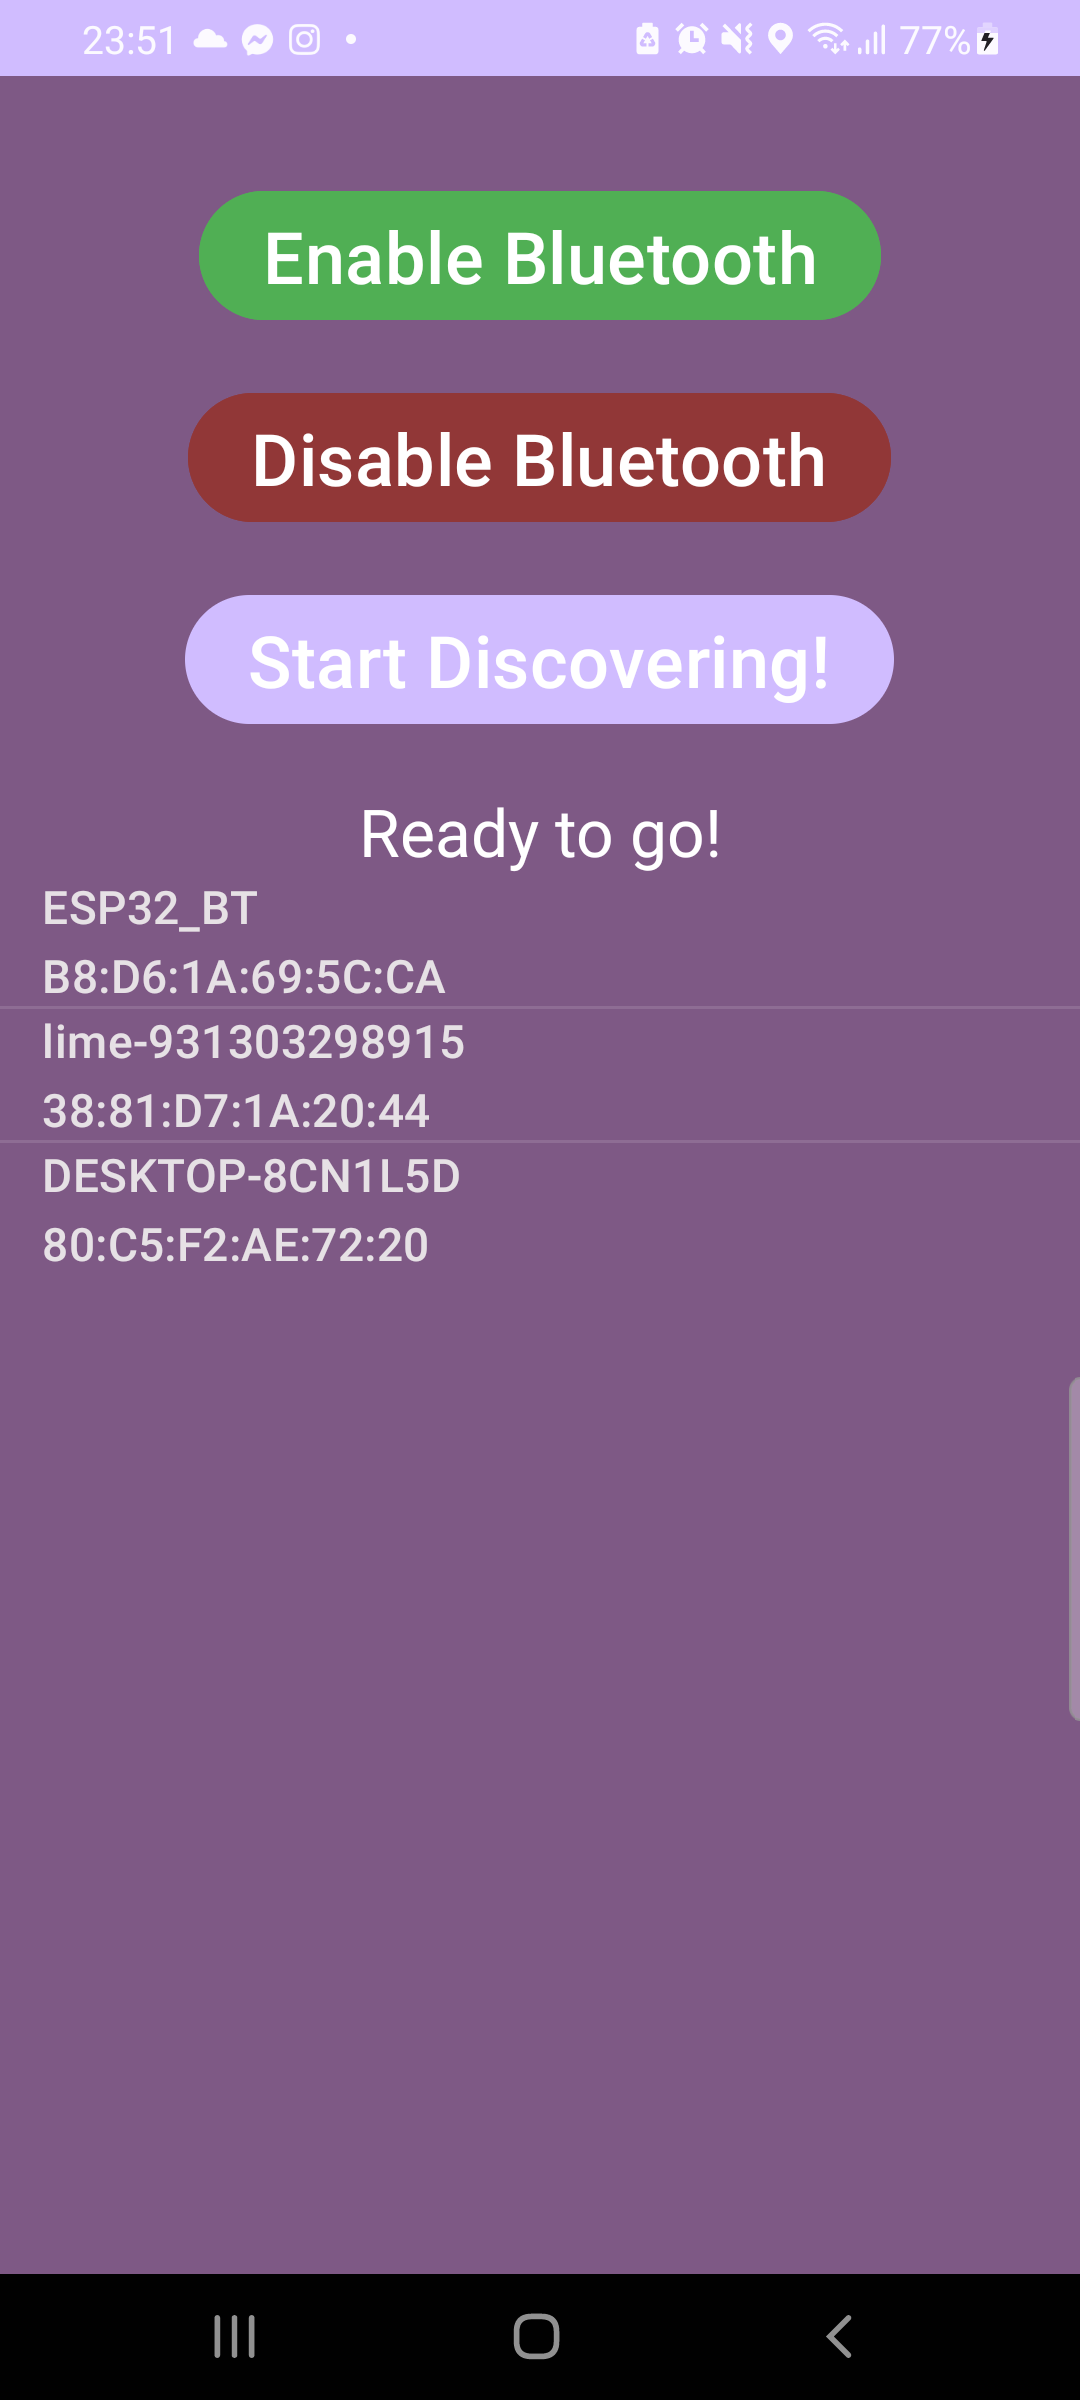 23:51
77%
Enable Bluetooth
Disable Bluetooth
Start Discovering!
Ready to go!
ESP32_BT
B8:D6:1A:69:5C:CA
lime-931303298915
38:81:D7:1A:20:44
DESKTOP-8CN1L5D
80:C5:F2:AE:72:20